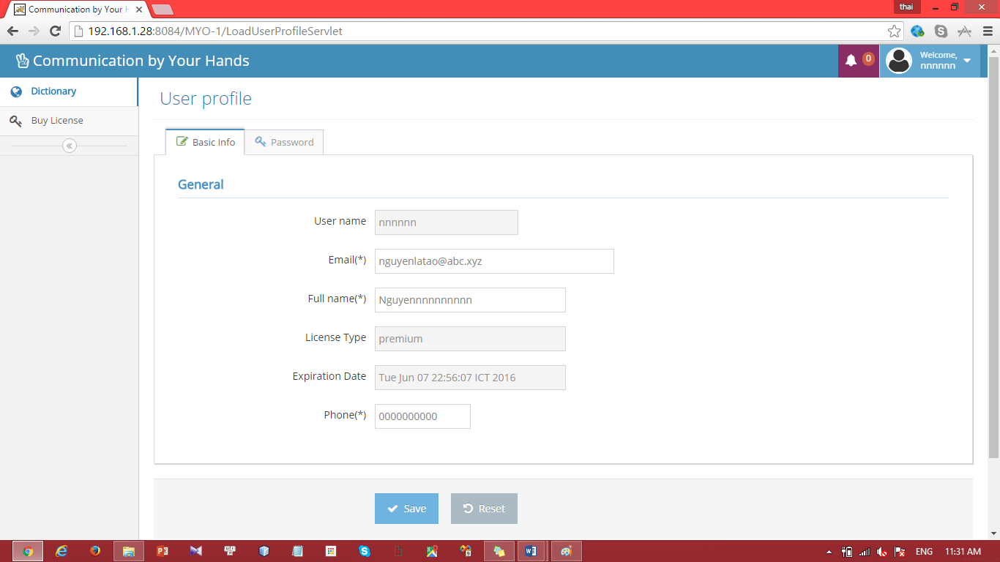 Communication by Your H
thai
192.168.1.28:8084/MYO-1/LoadUserProfileServlet
Communication by Your Hands
0
Welcome,
nnnnnn
Dictionary
Buy License
User profile
Basic Info
Password
General
User name
nnnnnn
Email(*)
nguyenlatao@abc.xyz
Full name(*)
Nguyennnnnnnnnn
License Type
premium
Expiration Date
Tue Jun 07 22:56:07 ICT 2016
Phone(*)
0000000000
Save
Reset
ENG
11:31 AM